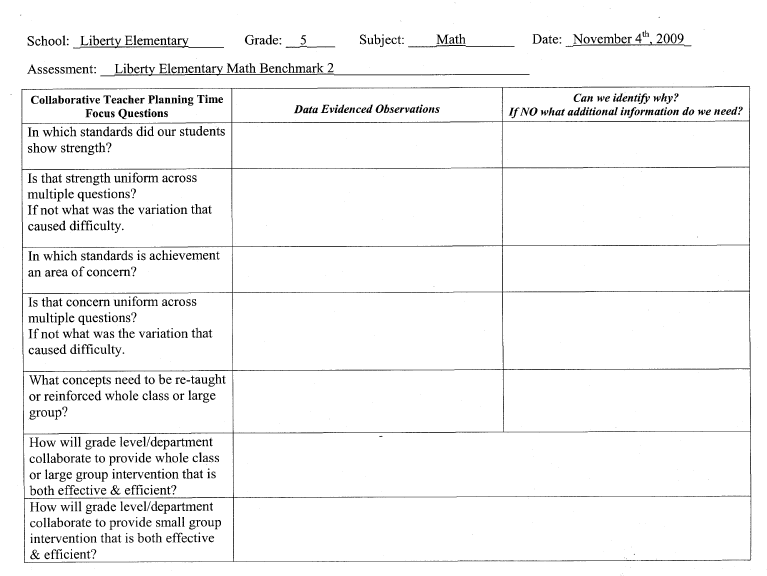 School: Liberty Elementary Grade: 5 Subject: Math Date: November 4th, 2009
Assessment: Liberty Elementary Math Benchmark 2
Collaborative Teacher Planning Time
Focus Questions
Data Evidenced Observations
Can we identify why?
If NO what additional information do we need?
In which standards did our students
show strength?
Is that strength uniform across
multiple questions?
If not what was the variation that
caused difficulty.
In which standards is achievement
an area of concern?
Is that concern uniform across
multiple questions?
If not what was the variation that
caused difficulty.
What concepts need to be re-taught
or reinforced whole class or large
group?
How will grade level/department
collaborate to provide whole class
or large group intervention that is
both effective & efficient?
How will grade level/department
collaborate to provide small group
intervention that is both effective
& efficient?